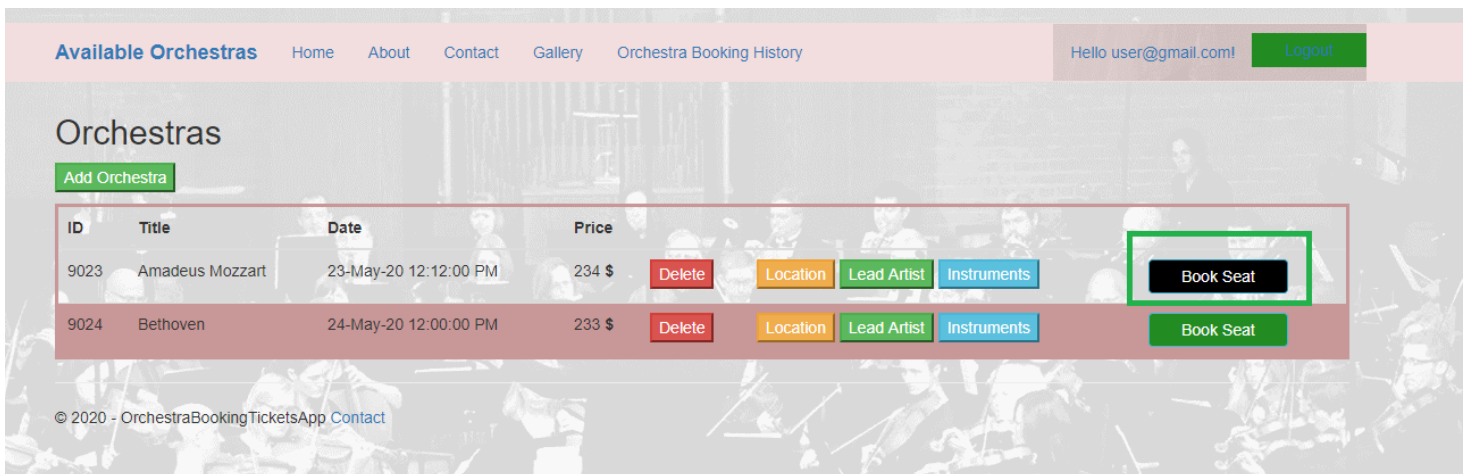 Available Orchestras Home About Contact Gallery Orchestra Booking History Hello user@gmail.com! Logout
Orchestras
Add Orchestra
ID Title Date Price
9023 Amadeus Mozzart 23-May-20 12:12:00 PM 234 $ Delete Location Lead Artist Instruments Book Seat
9024 Bethoven 24-May-20 12:00:00 PM 233 $ Delete Location Lead Artist Instruments Book Seat
© 2020 - OrchestraBookingTicketsApp Contact